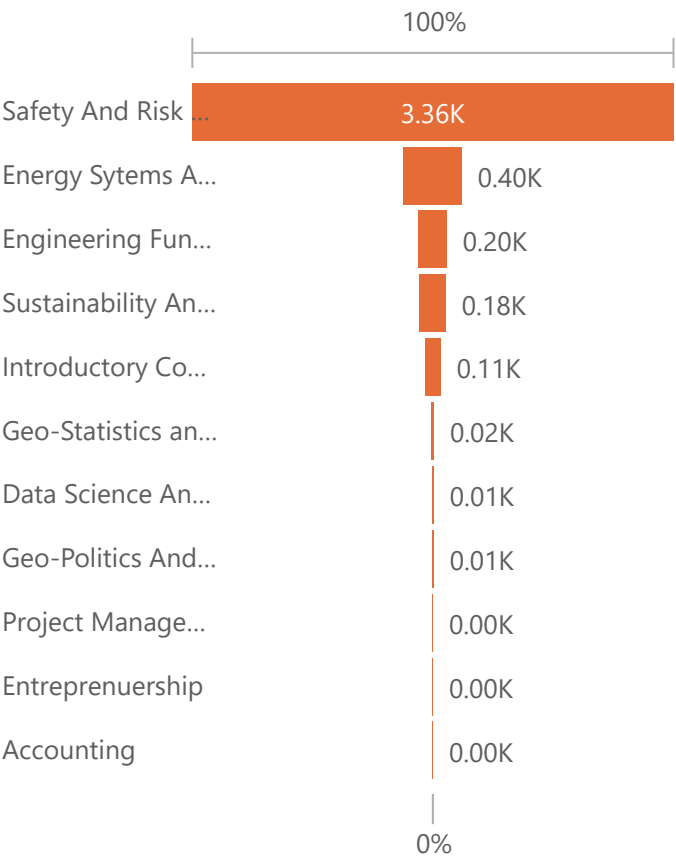 100%
Safety And Risk ... 3.36K
Energy Sytems A... 0.40K
Engineering Fun... 0.20K
Sustainability An... 0.18K
Introductory Co... 0.11K
Geo-Statistics an... 0.02K
Data Science An... 0.01K
Geo-Politics And... 0.01K
Project Manage... 0.00K
Entreprenuership 0.00K
Accounting 0.00K
0%